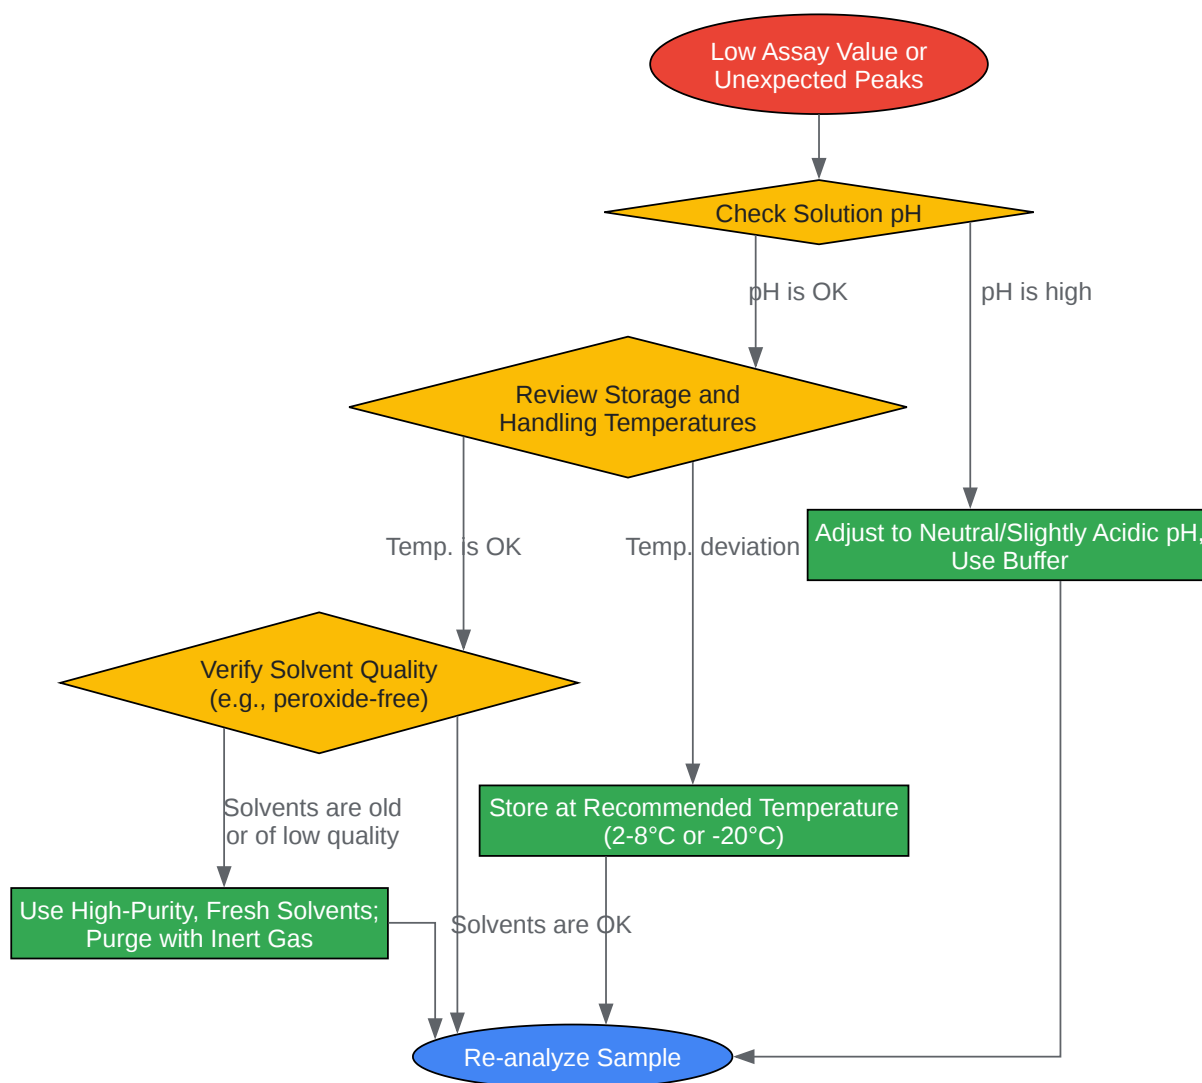 Low Assay Value or
Unexpected Peaks
Check Solution pH
pH is OK
pH is high
Review Storage and
Handling Temperatures
Temp. is OK
Temp. deviation
Adjust to Neutral/Slightly Acidic pH,
Use Buffer
Verify Solvent Quality
(e.g., peroxide-free)
Solvents are old
or of low quality
Store at Recommended Temperature
(2-8°C or -20°C)
Use High-Purity, Fresh Solvents;
Purge with Inert Gas
Solvents are OK
Re-analyze Sample